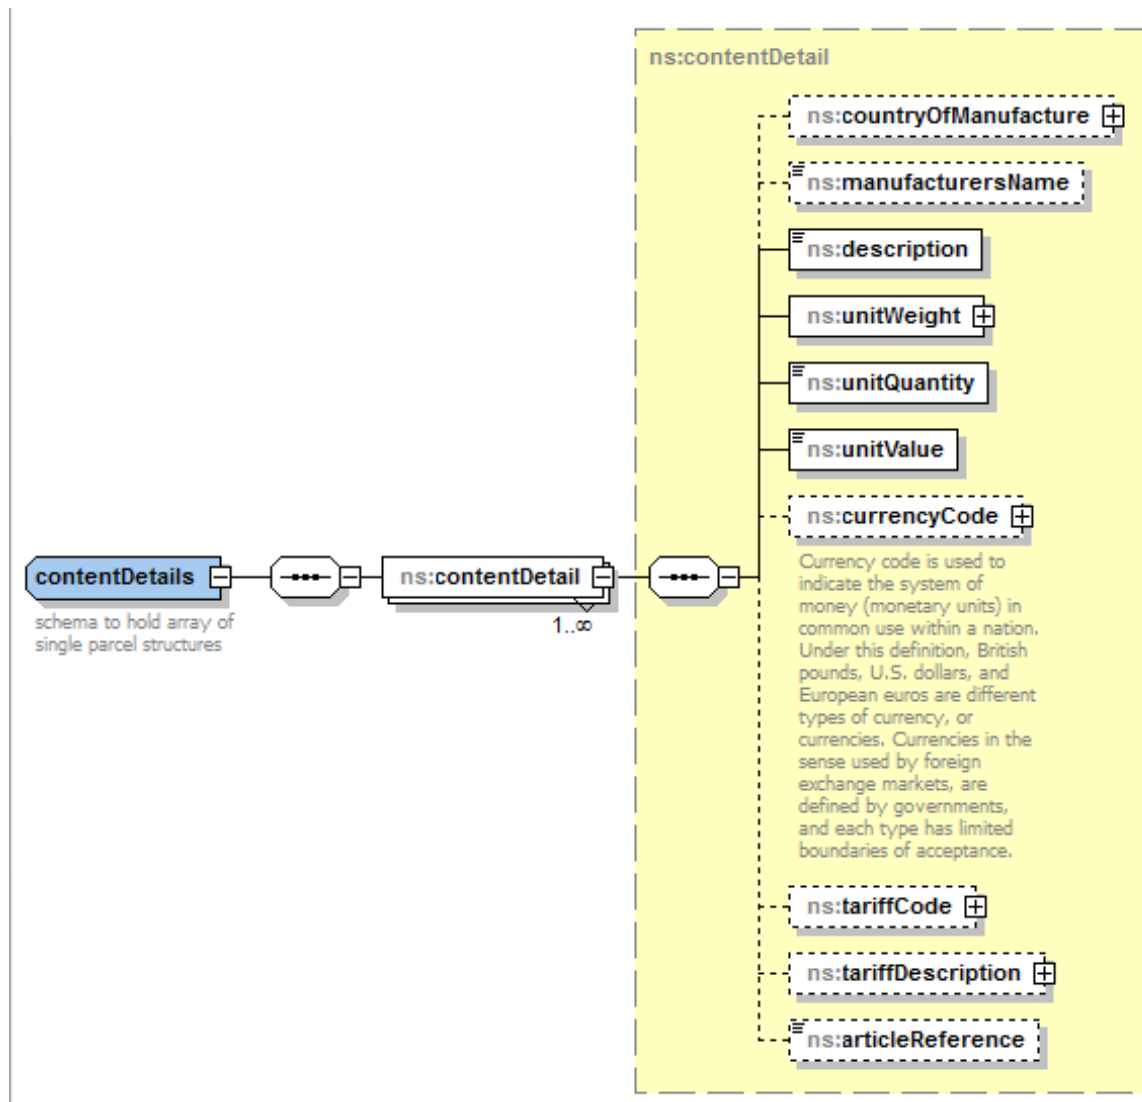 ns:contentDetail
ns:countryOfManufacture
ns:manufacturersName
ns:description
ns:unitWeight
ns:unitQuantity
ns:unitValue
ns:currencyCode
Currency code is used to
indicate the system of
money (monetary units) in
common use within a nation.
Under this definition, British
pounds, U.S. dollars, and
European euros are different
types of currency, or
currencies. Currencies in the
sense used by foreign
exchange markets, are
defined by governments,
and each type has limited
boundaries of acceptance.
contentDetails
schema to hold array of
single parcel structures
ns:contentDetail
1..∞
ns:tariffCode
ns:tariffDescription
ns:articleReference